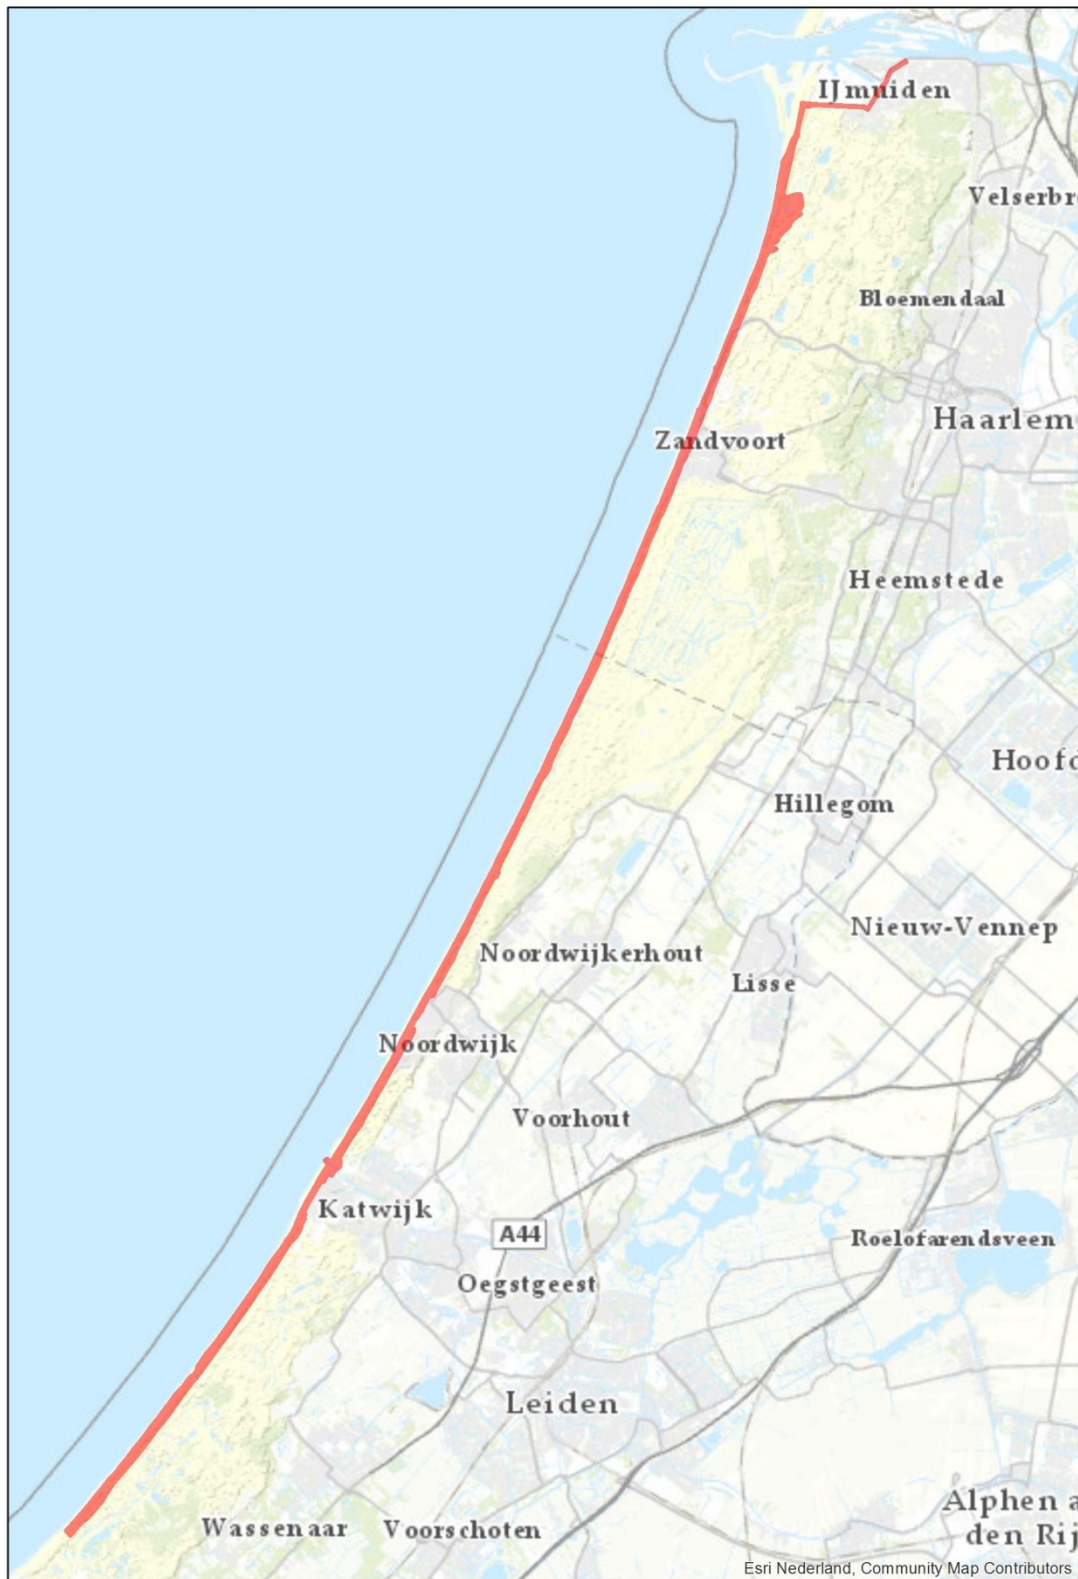 IJmuiden
Velserbr
Bloemendaal
Haarlem
Zandvoort
Heemstede
Hoofd
Hillegom
Nieuw-Vennep
Noordwijkerhout
Lisse
Noordwijk
Voorhout
Katwijk
A44
Roelofarendsveen
Oegstgeest
Leiden
Alphen a
den Rij
Wassenaar
Voorschoten
Esri Nederland, Community Map Contributors